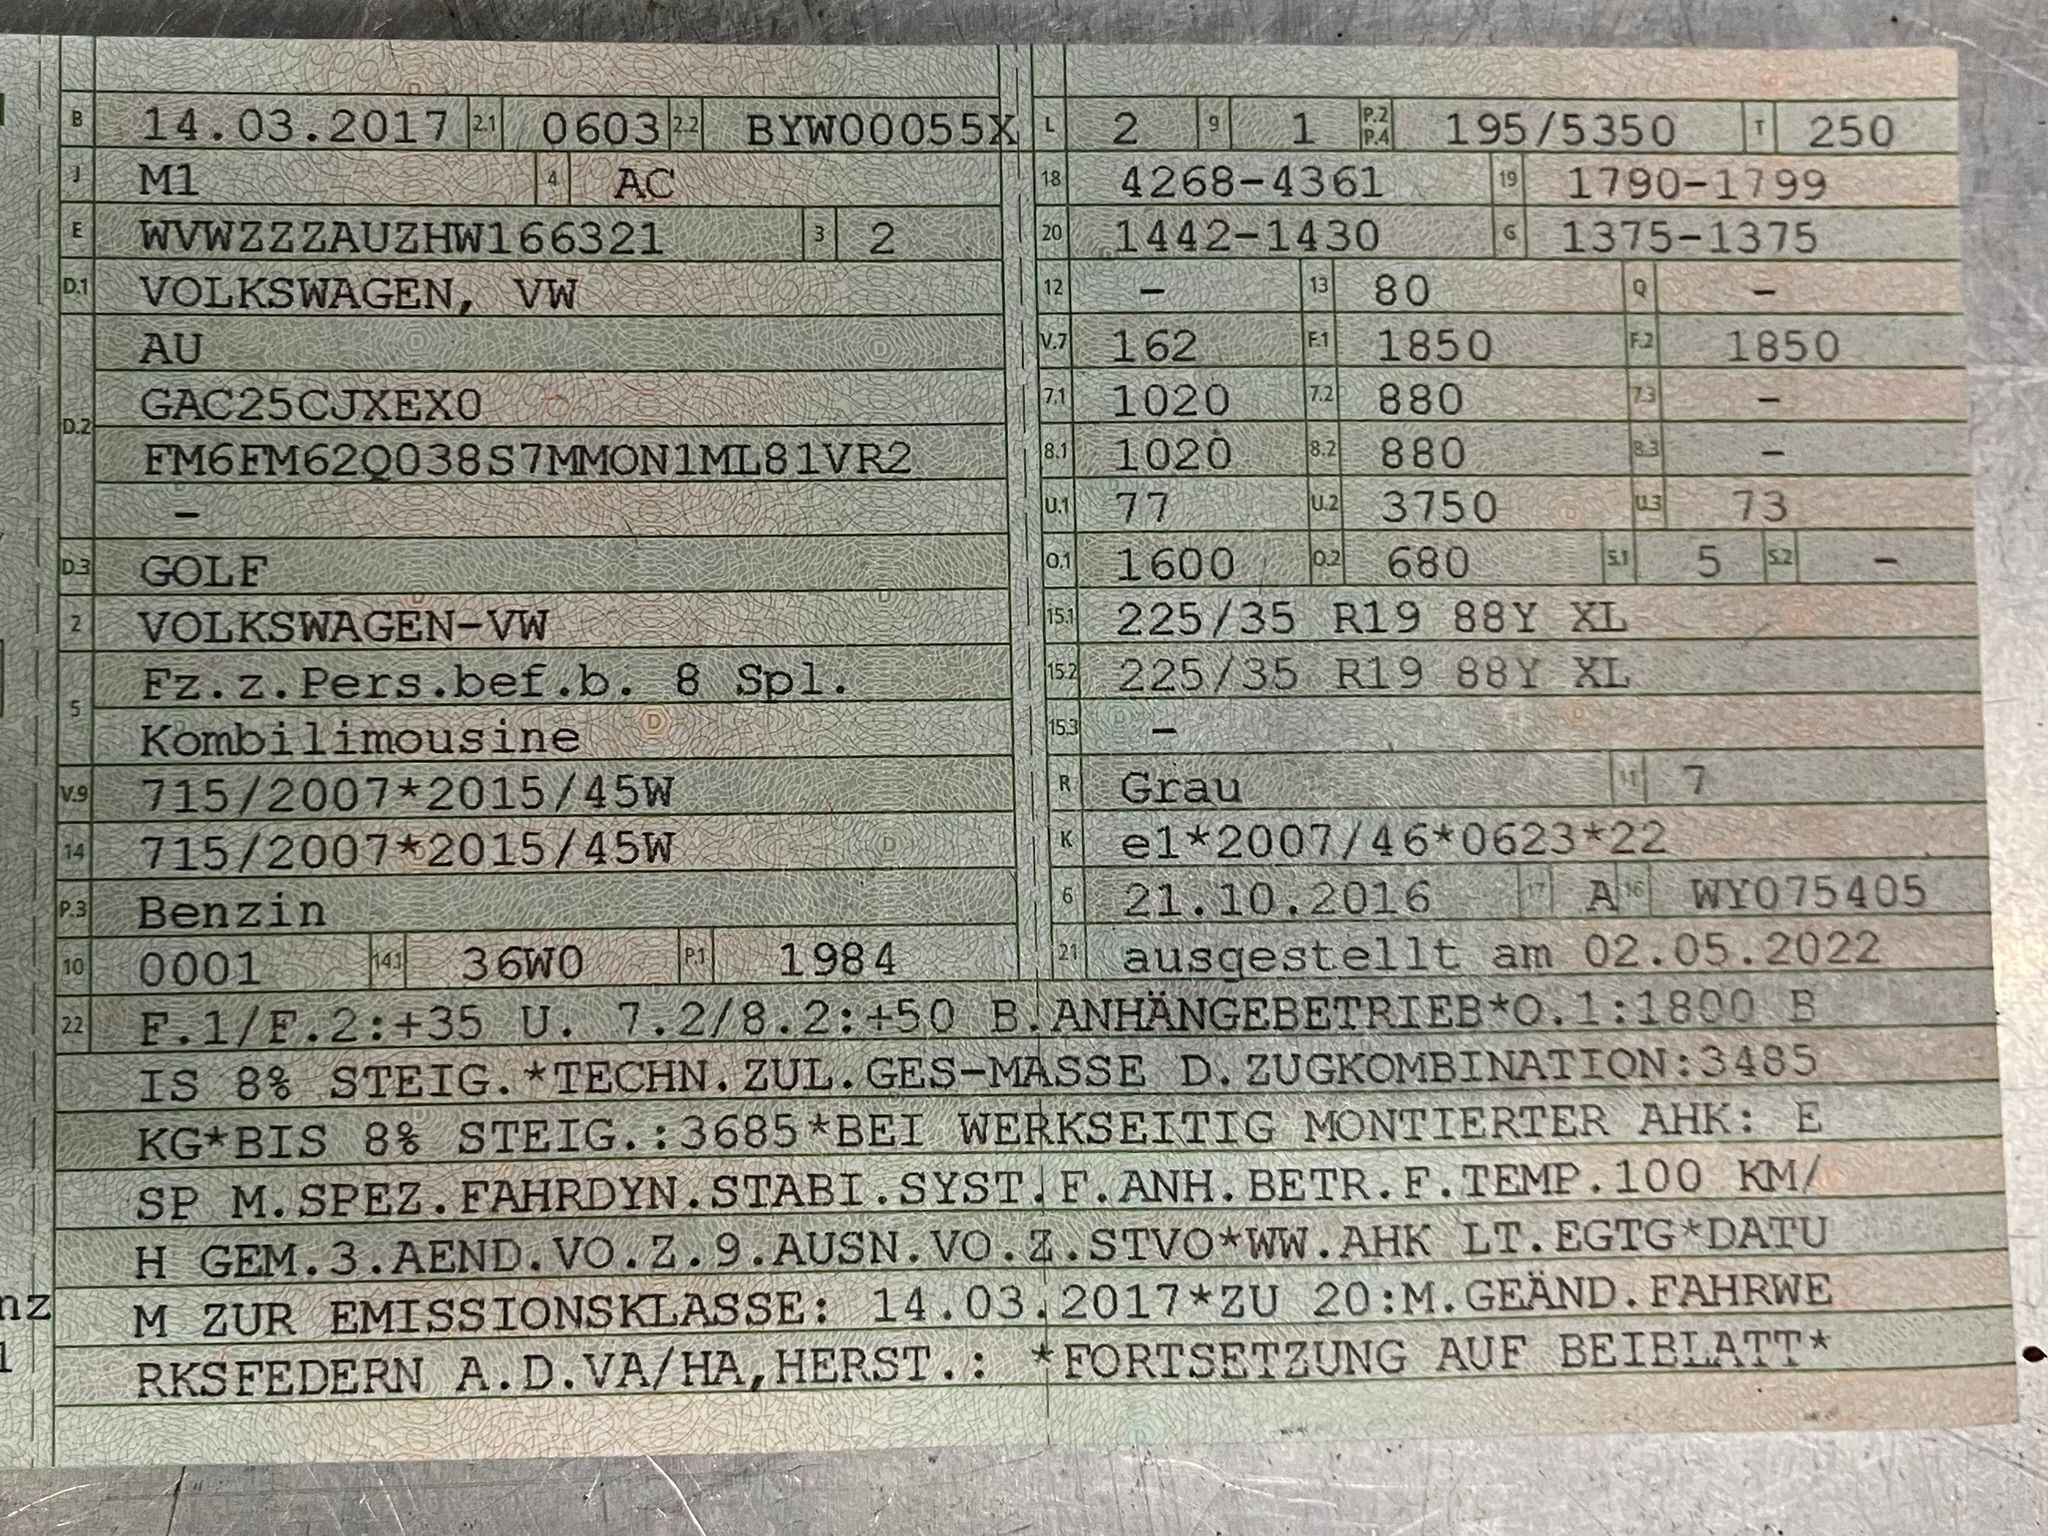 B 14.03.2017 2.1 0603 2.2 BYW00055X
J M1 4 AC
E WVWZZZAUZHW166321 3 2
D.1 VOLKSWAGEN, VW
AU
D.2 GAC25CJXEX0
FM6FM62Q038S7MMON1ML81VR2
-
D.3 GOLF
2 VOLKSWAGEN-VW
5 Fz.z.Pers.bef.b. 8 Spl.
Kombilimousine
V.9 715/2007*2015/45W
14 715/2007*2015/45W
P.3 Benzin
10 0001 14.1 36W0 P.1 1984
L 2 9 1 P.2 P.4 195/5350 T 250
18 4268-4361 19 1790-1799
20 1442-1430 G 1375-1375
12 - 13 80 Q -
V.7 162 F.1 1850 F.2 1850
7.1 1020 7.2 880 7.3 -
8.1 1020 8.2 880 8.3 -
U.1 77 U.2 3750 U.3 73
O.1 1600 O.2 680 S.1 5 S.2 -
15.1 225/35 R19 88Y XL
15.2 225/35 R19 88Y XL
15.3 -
R Grau 11 7
K e1*2007/46*0623*22
6 21.10.2016 17 A 16 WY075405
21 ausgestellt am 02.05.2022
22 F.1/F.2:+35 U. 7.2/8.2:+50 B.ANHÄNGEBETRIEB*O.1:1800 B
IS 8% STEIG.*TECHN.ZUL.GES-MASSE D.ZUGKOMBINATION:3485
KG*BIS 8% STEIG.:3685*BEI WERKSEITIG MONTIERTER AHK: E
SP M.SPEZ.FAHRDYN.STABI.SYST.F.ANH.BETR.F.TEMP.100 KM/
H GEM.3.AEND.VO.Z.9.AUSN.VO.Z.STVO*WW.AHK LT.EGTG*DATU
M ZUR EMISSIONSKLASSE: 14.03.2017*ZU 20:M.GEÄND.FAHRWE
RKSFEDERN A.D.VA/HA,HERST.: *FORTSETZUNG AUF BEIBLATT*